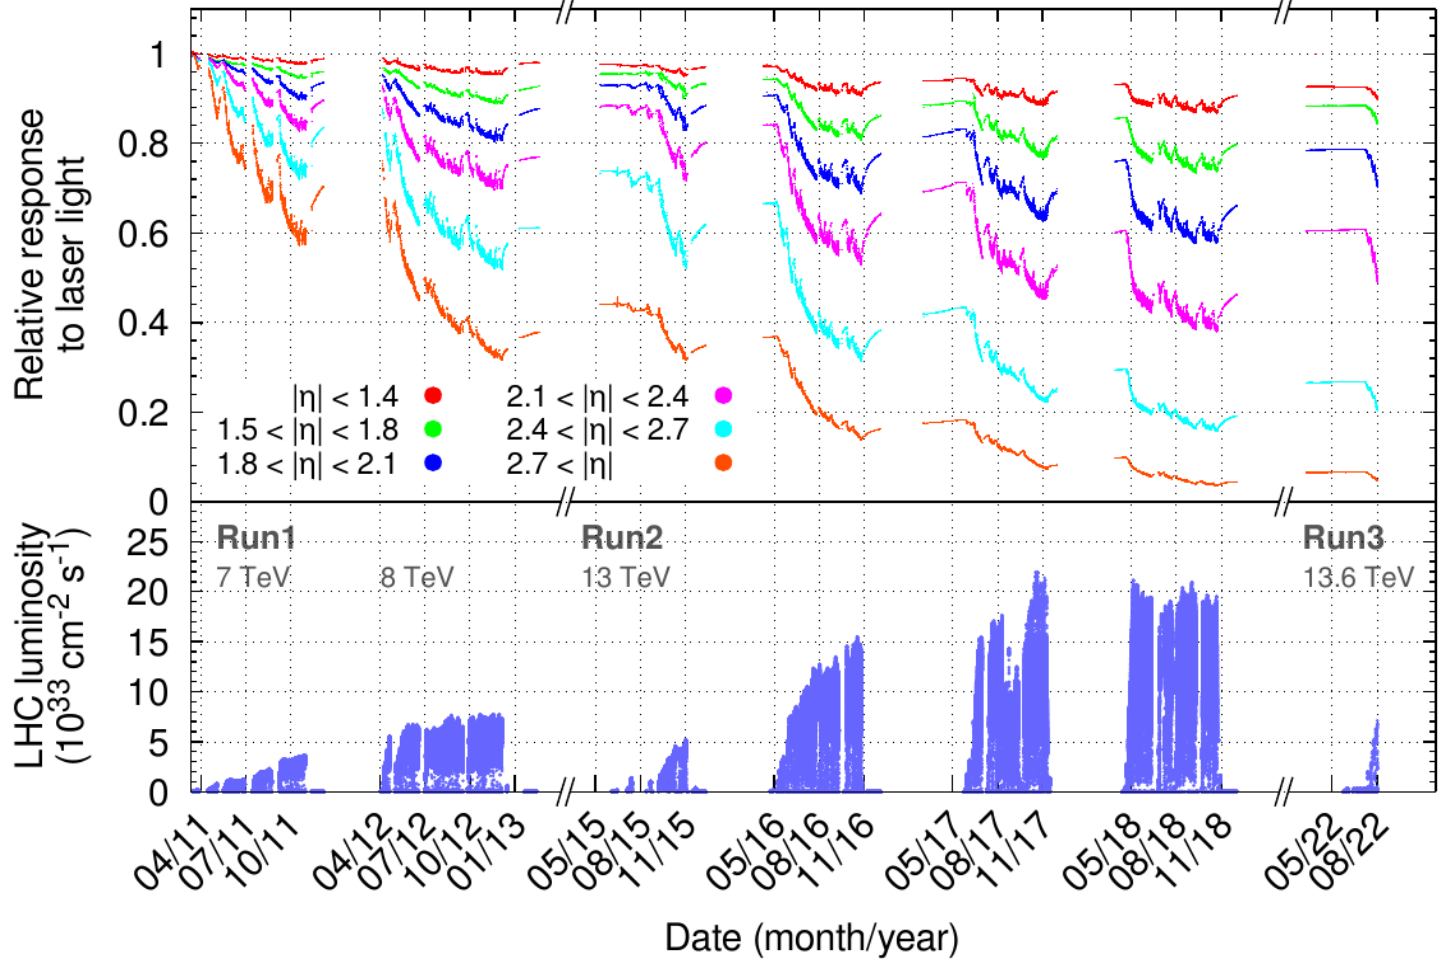 Relative response
to laser light
1
0.8
0.6
0.4
0.2
0
|η| < 1.4
1.5 < |η| < 1.8
1.8 < |η| < 2.1
2.1 < |η| < 2.4
2.4 < |η| < 2.7
2.7 < |η|
LHC luminosity
(10³³ cm⁻² s⁻¹)
25
20
15
10
5
0
Run1
7 TeV
8 TeV
Run2
13 TeV
Run3
13.6 TeV
04/11
07/11
10/11
04/12
07/12
10/12
01/13
05/15
08/15
11/15
05/16
08/16
11/16
05/17
08/17
11/17
05/18
08/18
11/18
05/22
08/22
Date (month/year)